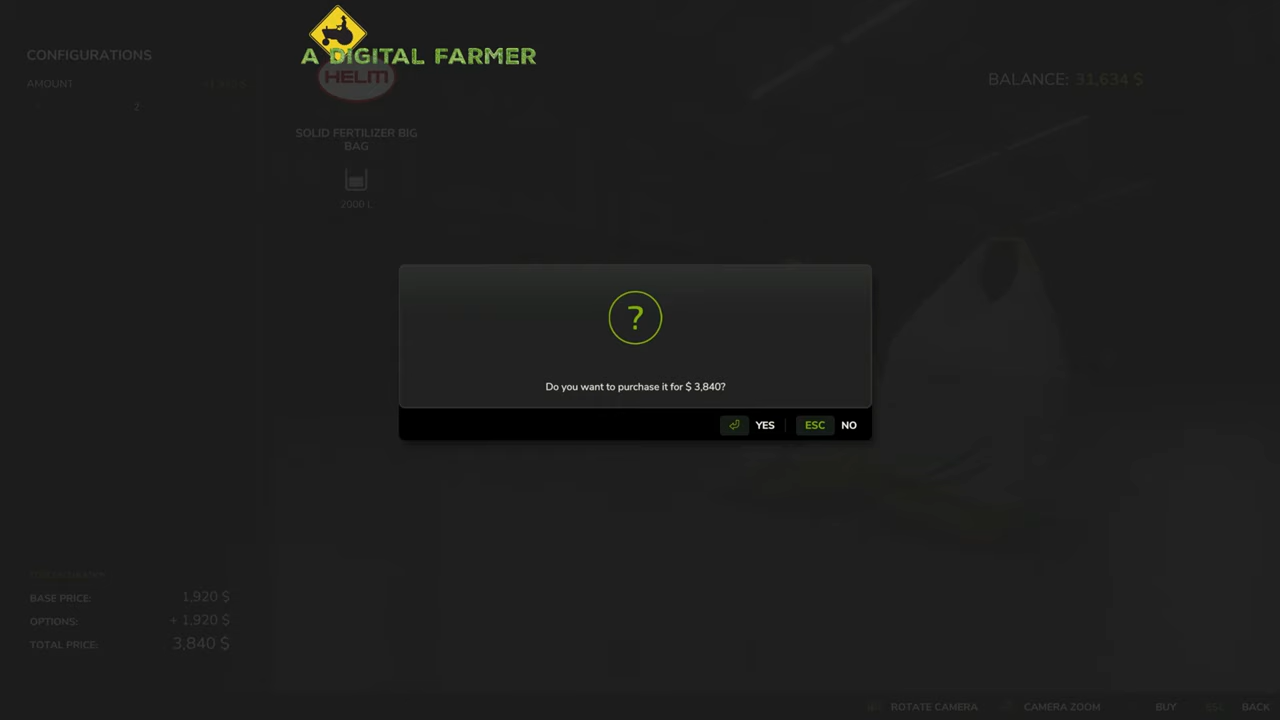 CONFIGURATIONS
A DIGITAL FARMER
HELM
AMOUNT
2
BALANCE: 31,634 $
SOLID FERTILIZER BIG
BAG
2000 L
?
Do you want to purchase it for $ 3,840?
YES
ESC NO
BASE PRICE: 1,920 $
OPTIONS: + 1,920 $
TOTAL PRICE: 3,840 $
ROTATE CAMERA
CAMERA ZOOM
BUY
ESC BACK